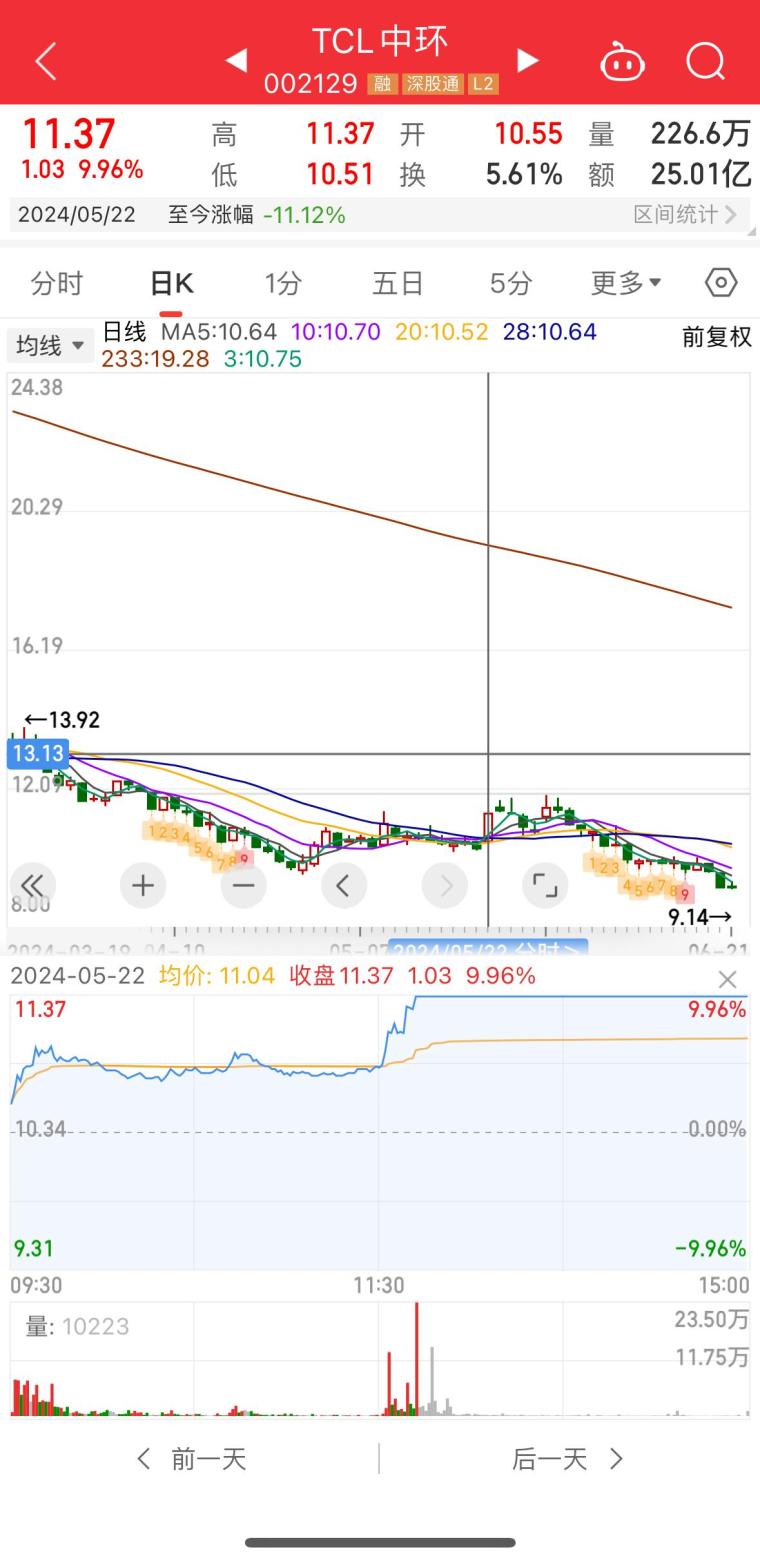 TCL中环
002129 融 深股通 L2
11.37 高 11.37 开 10.55 量 226.6万
1.03 9.96% 低 10.51 换 5.61% 额 25.01亿
2024/05/22 至今涨幅 -11.12% 区间统计
分时 日K 1分 五日 5分 更多
均线 日线 MA5:10.64 10:10.70 20:10.52 28:10.64 前复权
233:19.28 3:10.75
24.38
20.29
16.19
←13.92
13.13
12.09
1 2 3 4 5 6 7 8 9
1 2 3 4 5 6 7 8 9
8.00
9.14→
2024-03-19 04-10 05-07 2024/05/22 分时> 06-21
2024-05-22 均价: 11.04 收盘11.37 1.03 9.96%
11.37 9.96%
10.34 0.00%
9.31 -9.96%
09:30 11:30 15:00
量: 10223 23.50万
11.75万
前一天 后一天